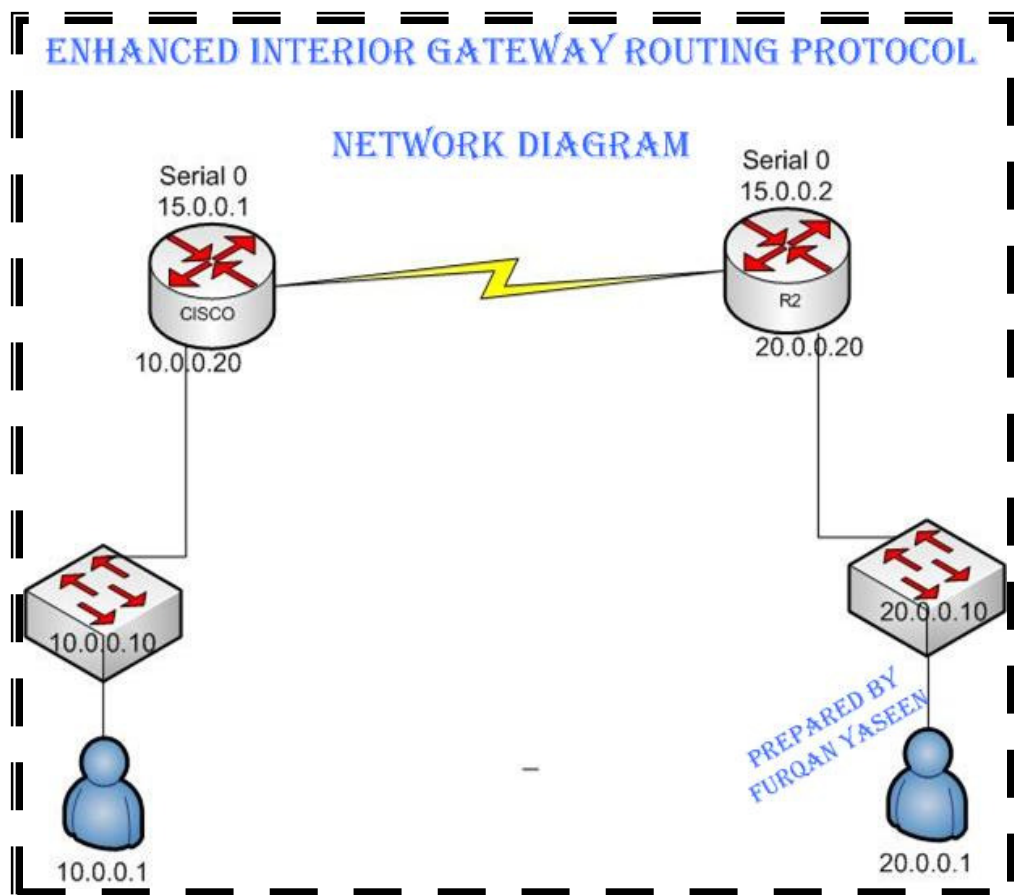 ENHANCED INTERIOR GATEWAY ROUTING PROTOCOL
NETWORK DIAGRAM
Serial 0
15.0.0.1
Serial 0
15.0.0.2
CISCO
R2
10.0.0.20
20.0.0.20
10.0.0.10
20.0.0.10
PREPARED BY
FURQAN YASEEN
10.0.0.1
20.0.0.1